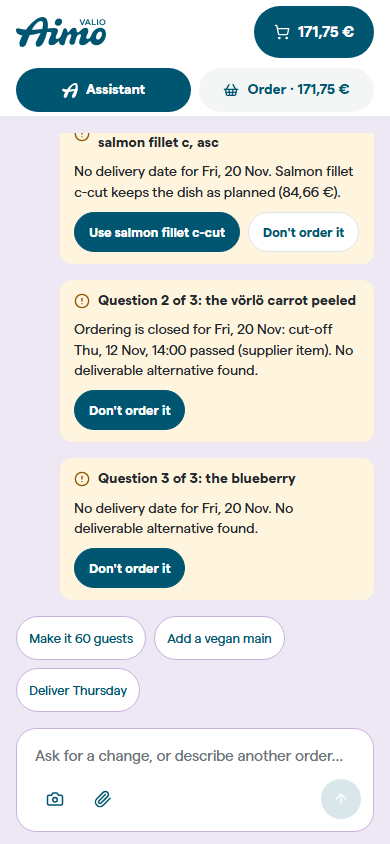 VALIO
Aimo
171,75 €
Assistant
Order · 171,75 €
salmon fillet c, asc
No delivery date for Fri, 20 Nov. Salmon fillet
c-cut keeps the dish as planned (84,66 €).
Use salmon fillet c-cut
Don't order it
Question 2 of 3: the vörlö carrot peeled
Ordering is closed for Fri, 20 Nov: cut-off
Thu, 12 Nov, 14:00 passed (supplier item). No
deliverable alternative found.
Don't order it
Question 3 of 3: the blueberry
No delivery date for Fri, 20 Nov. No
deliverable alternative found.
Don't order it
Make it 60 guests
Add a vegan main
Deliver Thursday
Ask for a change, or describe another order...